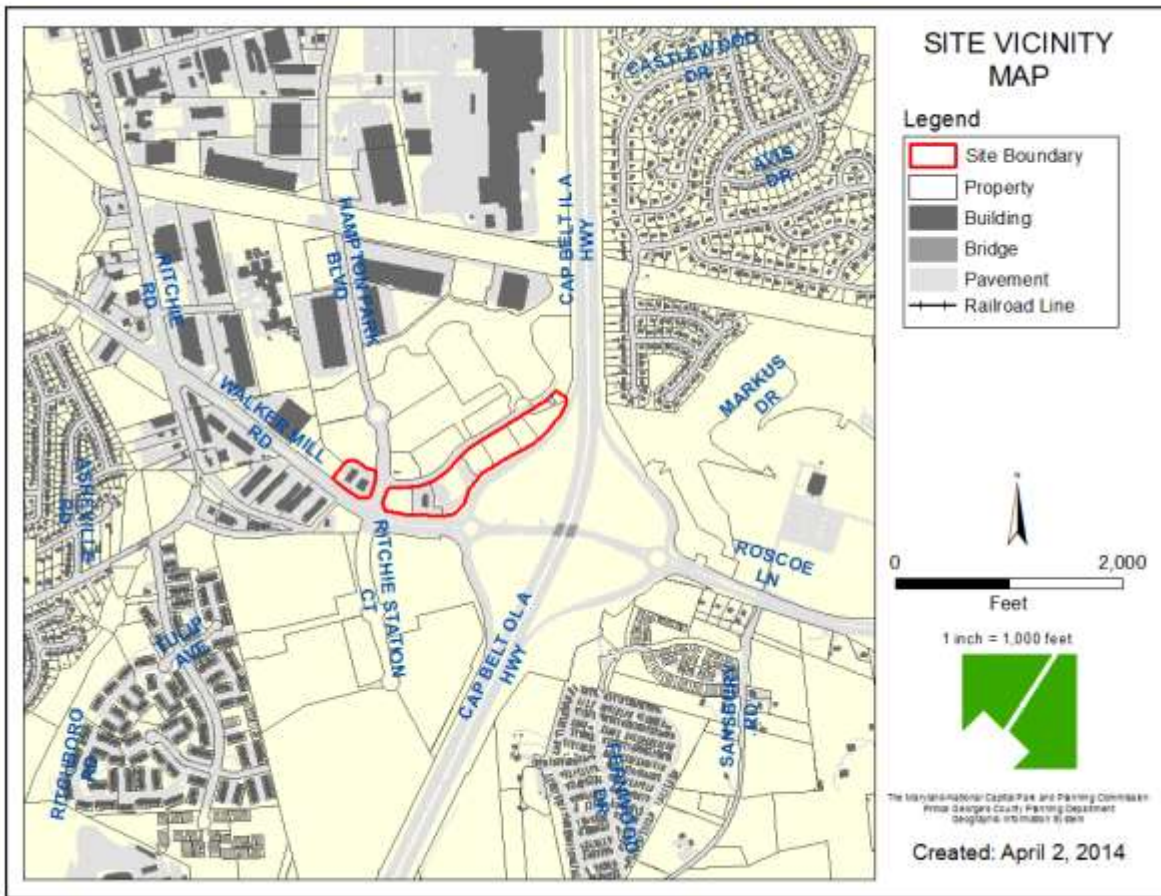 SITE VICINITY
MAP
Legend
Site Boundary
Property
Building
Bridge
Pavement
Railroad Line
N
0 2,000
Feet
1 inch = 1,000 feet
The Maryland-National Capital Park and Planning Commission
Prince George's County Planning Department
Geographic Information System
Created: April 2, 2014
CASTLEWOOD
DR
AVIS
DR
CAP BELT IL A
HWY
HAMPTON PARK
BLVD
RITCHIE
RD
WALKER MILL
RD
MARKUS
DR
ASHEVILLE
RD
RITCHIE STATION
CT
ROSCOE
LN
TULIP
AVE
CAP BELT OL A
HWY
SANSBURY
RD
RITCHBORO
RD
DR